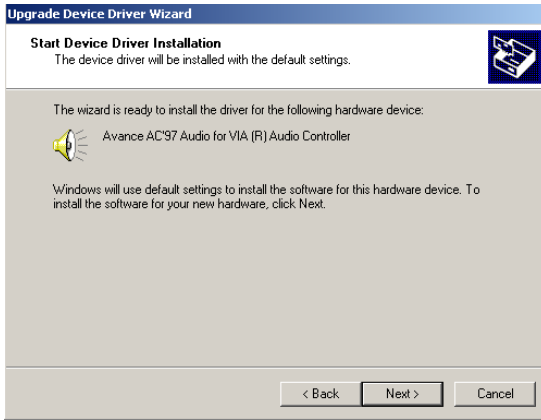 Upgrade Device Driver Wizard
Start Device Driver Installation
The device driver will be installed with the default settings.
The wizard is ready to install the driver for the following hardware device:
Avance AC'97 Audio for VIA (R) Audio Controller
Windows will use default settings to install the software for this hardware device. To
install the software for your new hardware, click Next.
< Back
Next >
Cancel